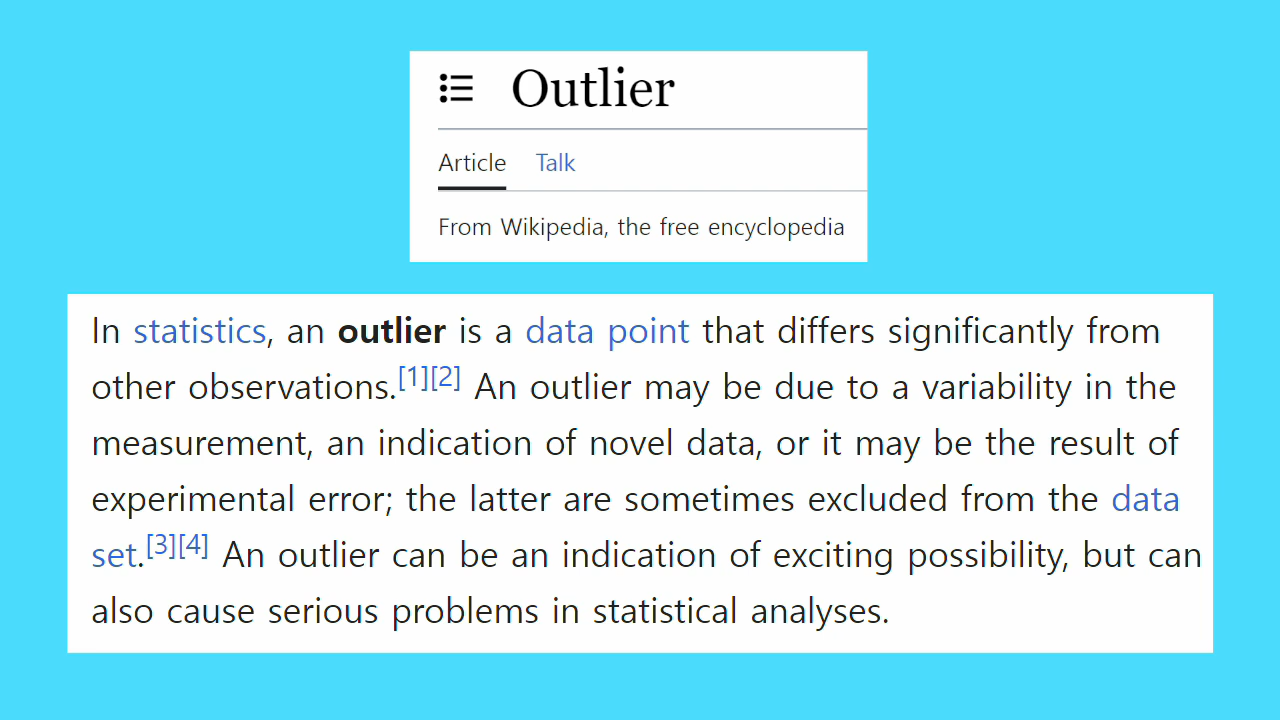 Outlier
Article Talk
From Wikipedia, the free encyclopedia
In statistics, an outlier is a data point that differs significantly from
other observations.[1][2] An outlier may be due to a variability in the
measurement, an indication of novel data, or it may be the result of
experimental error; the latter are sometimes excluded from the data
set.[3][4] An outlier can be an indication of exciting possibility, but can
also cause serious problems in statistical analyses.